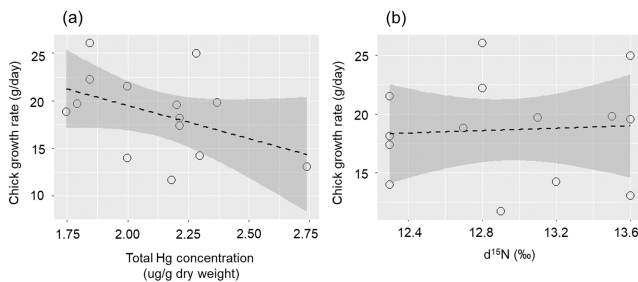 (a)
Chick growth rate (g/day)
25
20
15
10
1.75
2.00
2.25
2.50
2.75
Total Hg concentration
(ug/g dry weight)
(b)
Chick growth rate (g/day)
25
20
15
12.4
12.8
13.2
13.6
d¹⁵N (‰)